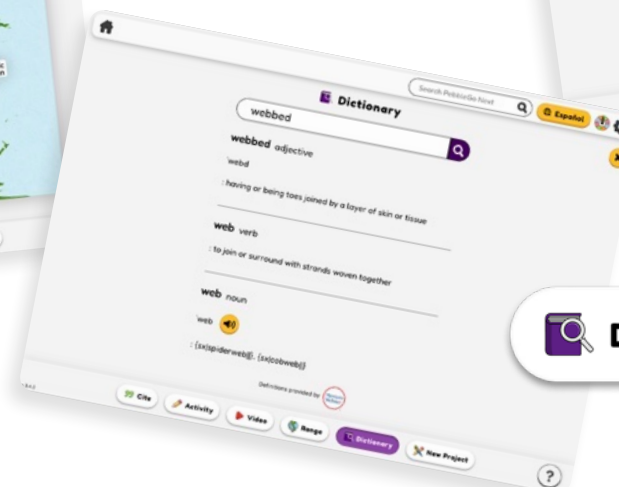 Search PebbleGo Next
Español
Dictionary
webbed
webbed adjective
'webd
: having or being toes joined by a layer of skin or tissue
web verb
: to join or surround with strands woven together
web noun
'web
: {sx|spiderweb||}, {sx|cobweb||}
Definitions provided by
Cite
Activity
Video
Range
Dictionary
New Project
?
D